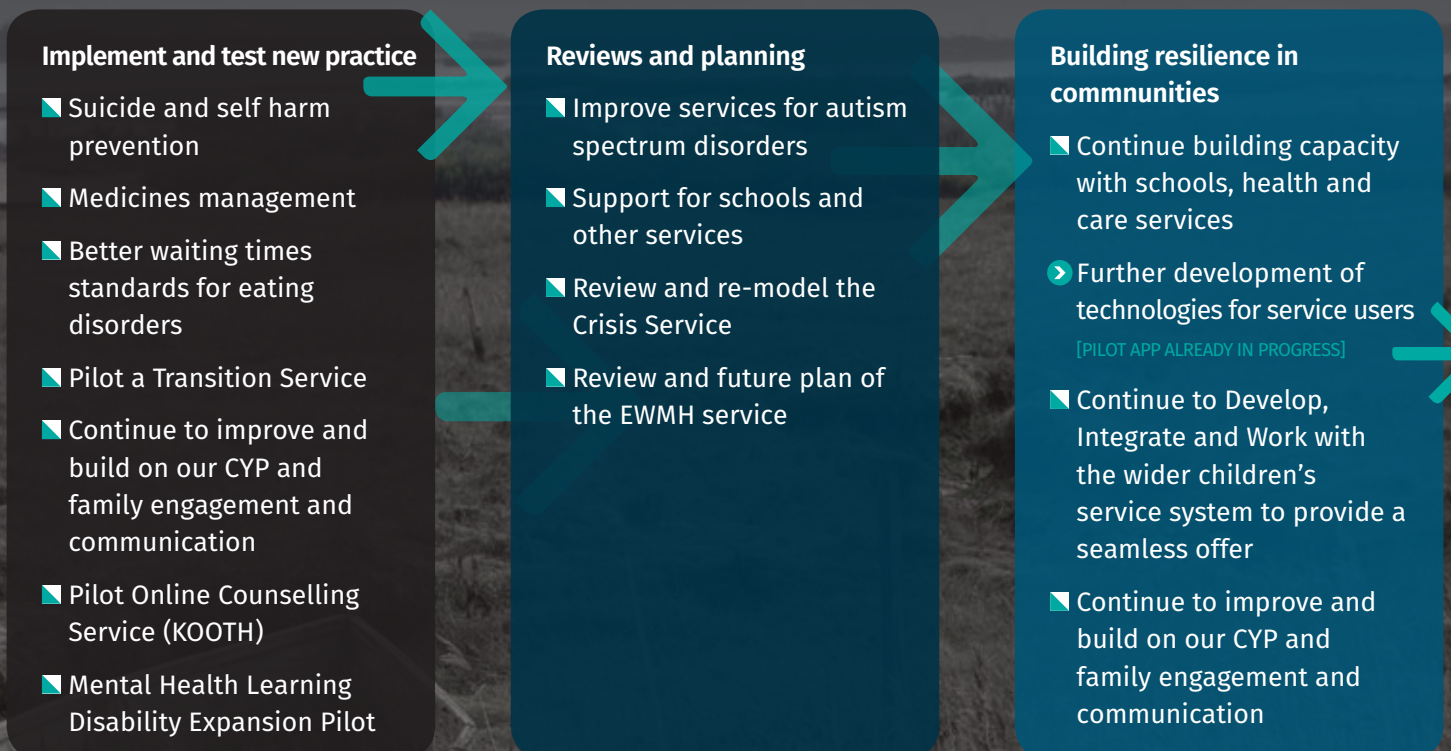 Implement and test new practice
Suicide and self harm
prevention
Medicines management
Better waiting times
standards for eating
disorders
Pilot a Transition Service
Continue to improve and
build on our CYP and
family engagement and
communication
Pilot Online Counselling
Service (KOOTH)
Mental Health Learning
Disability Expansion Pilot
Reviews and planning
Improve services for autism
spectrum disorders
Support for schools and
other services
Review and re-model the
Crisis Service
Review and future plan of
the EWMH service
Building resilience in
commnunities
Continue building capacity
with schools, health and
care services
Further development of
technologies for service users
[PILOT APP ALREADY IN PROGRESS]
Continue to Develop,
Integrate and Work with
the wider children’s
service system to provide a
seamless offer
Continue to improve and
build on our CYP and
family engagement and
communication